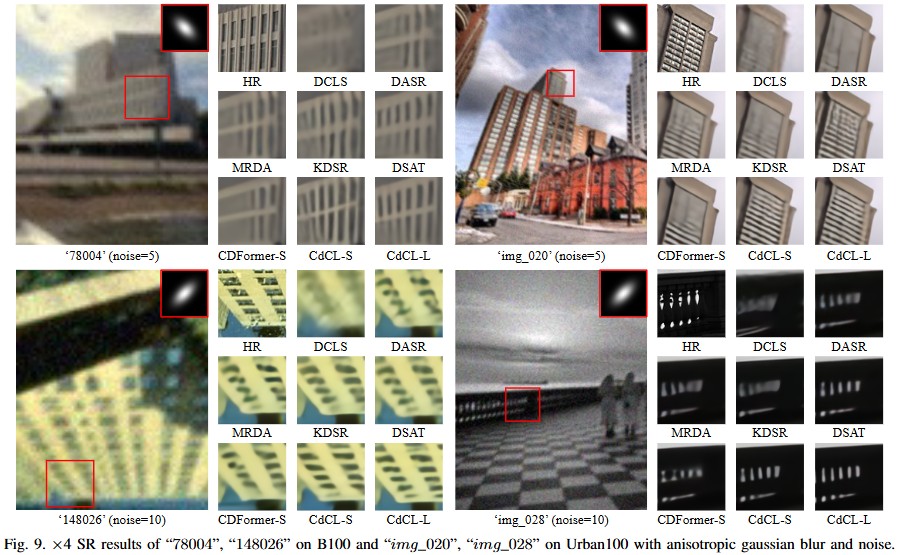 HR DCLS DASR
MRDA KDSR DSAT
CDFormer-S CdCL-S CdCL-L
'78004' (noise=5)
HR DCLS DASR
MRDA KDSR DSAT
CDFormer-S CdCL-S CdCL-L
'img_020' (noise=5)
HR DCLS DASR
MRDA KDSR DSAT
CDFormer-S CdCL-S CdCL-L
'148026' (noise=10)
HR DCLS DASR
MRDA KDSR DSAT
CDFormer-S CdCL-S CdCL-L
'img_028' (noise=10)
Fig. 9. ×4 SR results of “78004”, “148026” on B100 and “img_020”, “img_028” on Urban100 with anisotropic gaussian blur and noise.